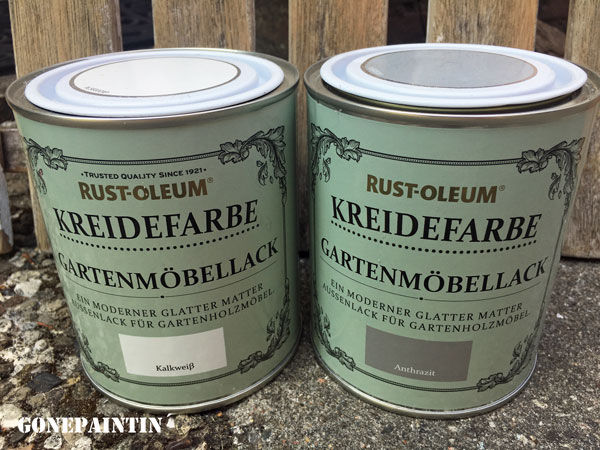 • TRUSTED QUALITY SINCE 1921 •
RUST-OLEUM®
KREIDEFARBE
GARTENMÖBELLACK
EIN MODERNER GLATTER MATTER
AUSSENLACK FÜR GARTENHOLZMÖBEL
Kalkweiß
RUST-OLEUM®
KREIDEFARBE
GARTENMÖBELLACK
EIN MODERNER GLATTER MATTER
AUSSENLACK FÜR GARTENHOLZMÖBEL
Anthrazit
GONEPAINTIN'